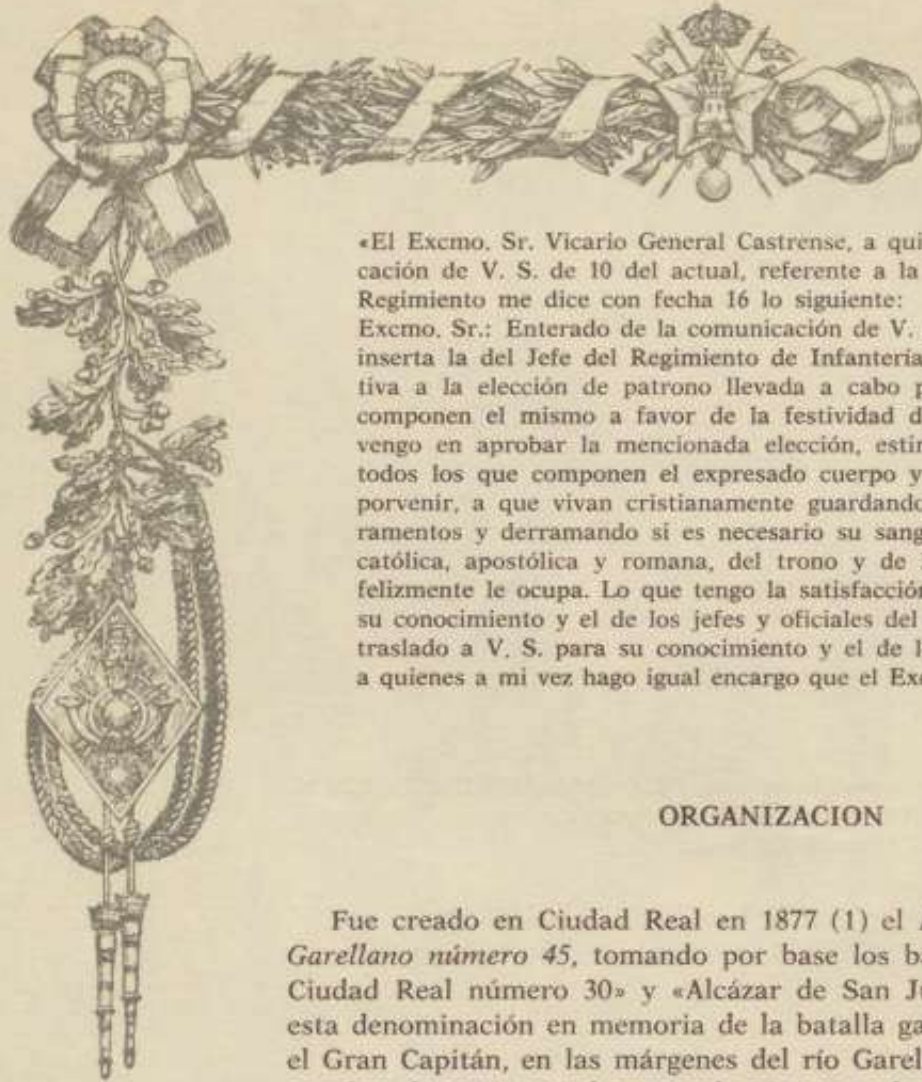 «El Excmo. Sr. Vicario General Castrense, a qui
cación de V. S. de 10 del actual, referente a la
Regimiento me dice con fecha 16 lo siguiente:
Excmo. Sr.: Enterado de la comunicación de V.
inserta la del Jefe del Regimiento de Infantería
tiva a la elección de patrono llevada a cabo p
componen el mismo a favor de la festividad d
vengo en aprobar la mencionada elección, estin
todos los que componen el expresado cuerpo y
porvenir, a que vivan cristianamente guardando
ramentos y derramando si es necesario su sang
católica, apostólica y romana, del trono y de
felizmente le ocupa. Lo que tengo la satisfacción
su conocimiento y el de los jefes y oficiales del
traslado a V. S. para su conocimiento y el de l
a quienes a mi vez hago igual encargo que el Exc
ORGANIZACION
Fue creado en Ciudad Real en 1877 (1) el
Garellano número 45, tomando por base los ba
Ciudad Real número 30» y «Alcázar de San Ju
esta denominación en memoria de la batalla ga
el Gran Capitán, en las márgenes del río Garel